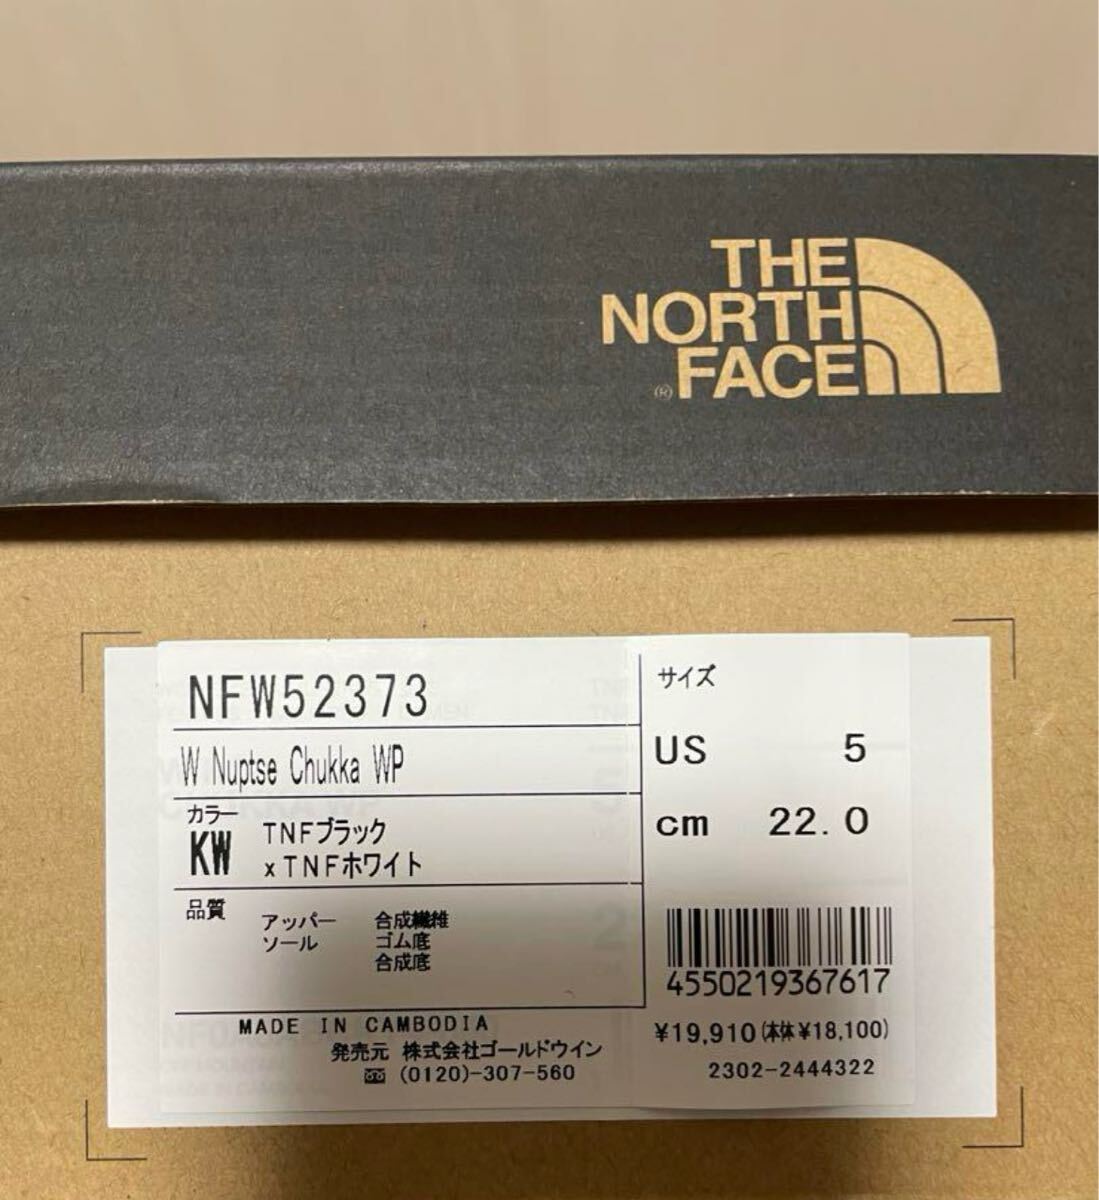 THE
NORTH
FACE
®
NFW52373
W Nuptse Chukka WP
カラー
KW TNFブラック
xTNFホワイト
品質 アッパー 合成繊維
ソール ゴム底
合成底
MADE IN CAMBODIA
発売元 株式会社ゴールドウイン
(0120)-307-560
サイズ
US 5
cm 22.0
4550219367617
¥19,910(本体¥18,100)
2302-2444322